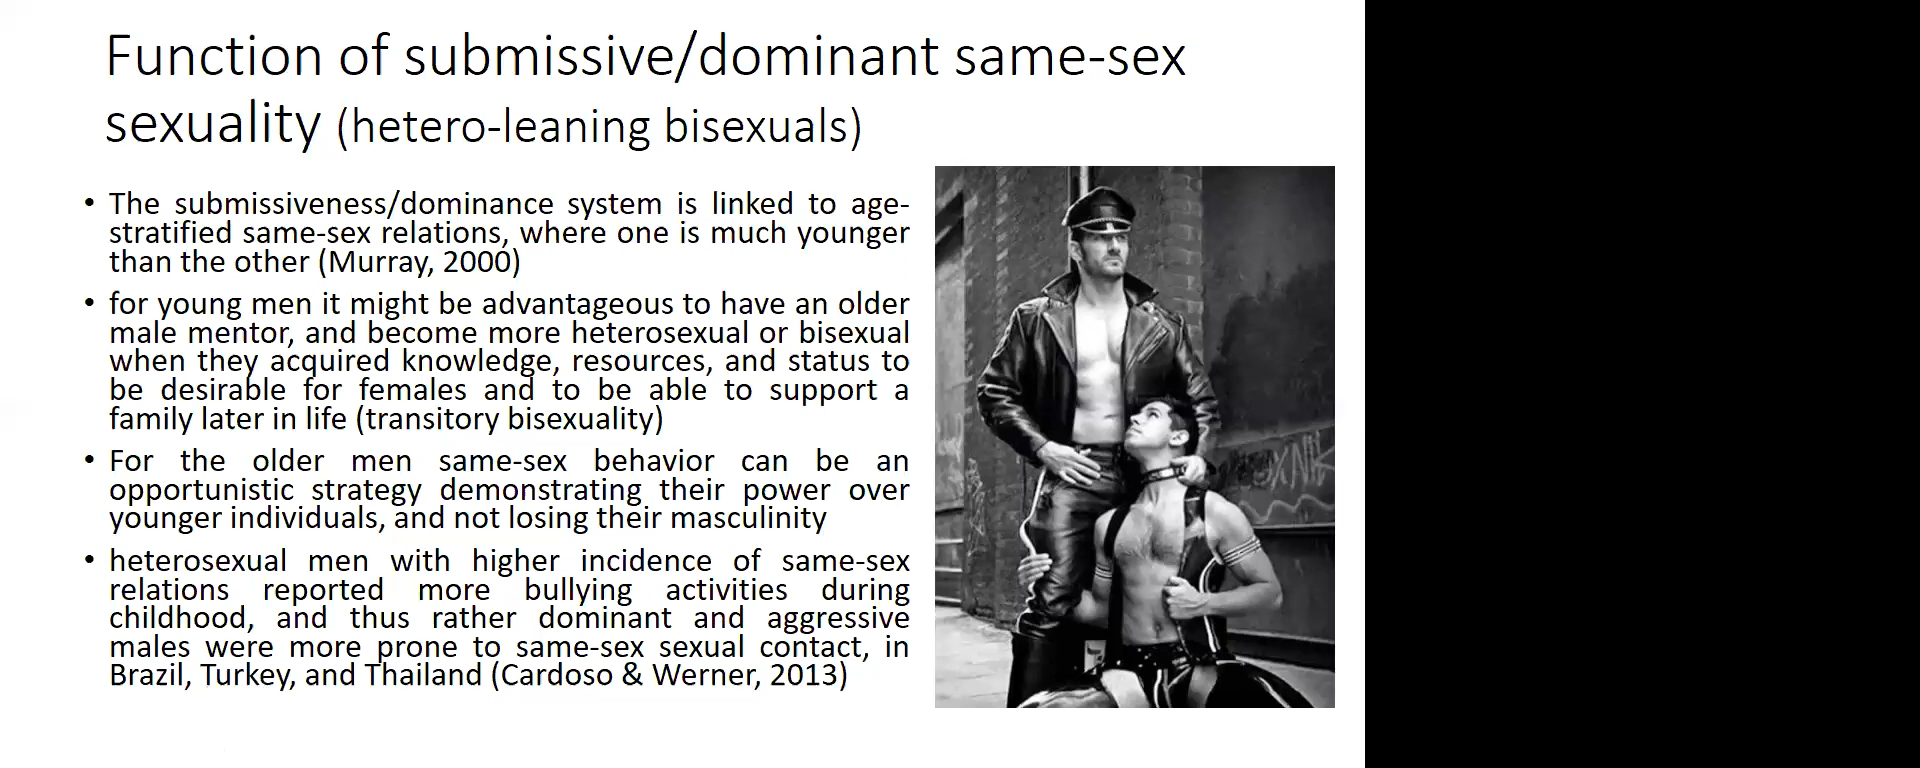 Function of submissive/dominant same-sex
sexuality (hetero-leaning bisexuals)
• The submissiveness/dominance system is linked to age-
stratified same-sex relations, where one is much younger
than the other (Murray, 2000)
• for young men it might be advantageous to have an older
male mentor, and become more heterosexual or bisexual
when they acquired knowledge, resources, and status to
be desirable for females and to be able to support a
family later in life (transitory bisexuality)
• For the older men same-sex behavior can be an
opportunistic strategy demonstrating their power over
younger individuals, and not losing their masculinity
• heterosexual men with higher incidence of same-sex
relations reported more bullying activities during
childhood, and thus rather dominant and aggressive
males were more prone to same-sex sexual contact, in
Brazil, Turkey, and Thailand (Cardoso & Werner, 2013)